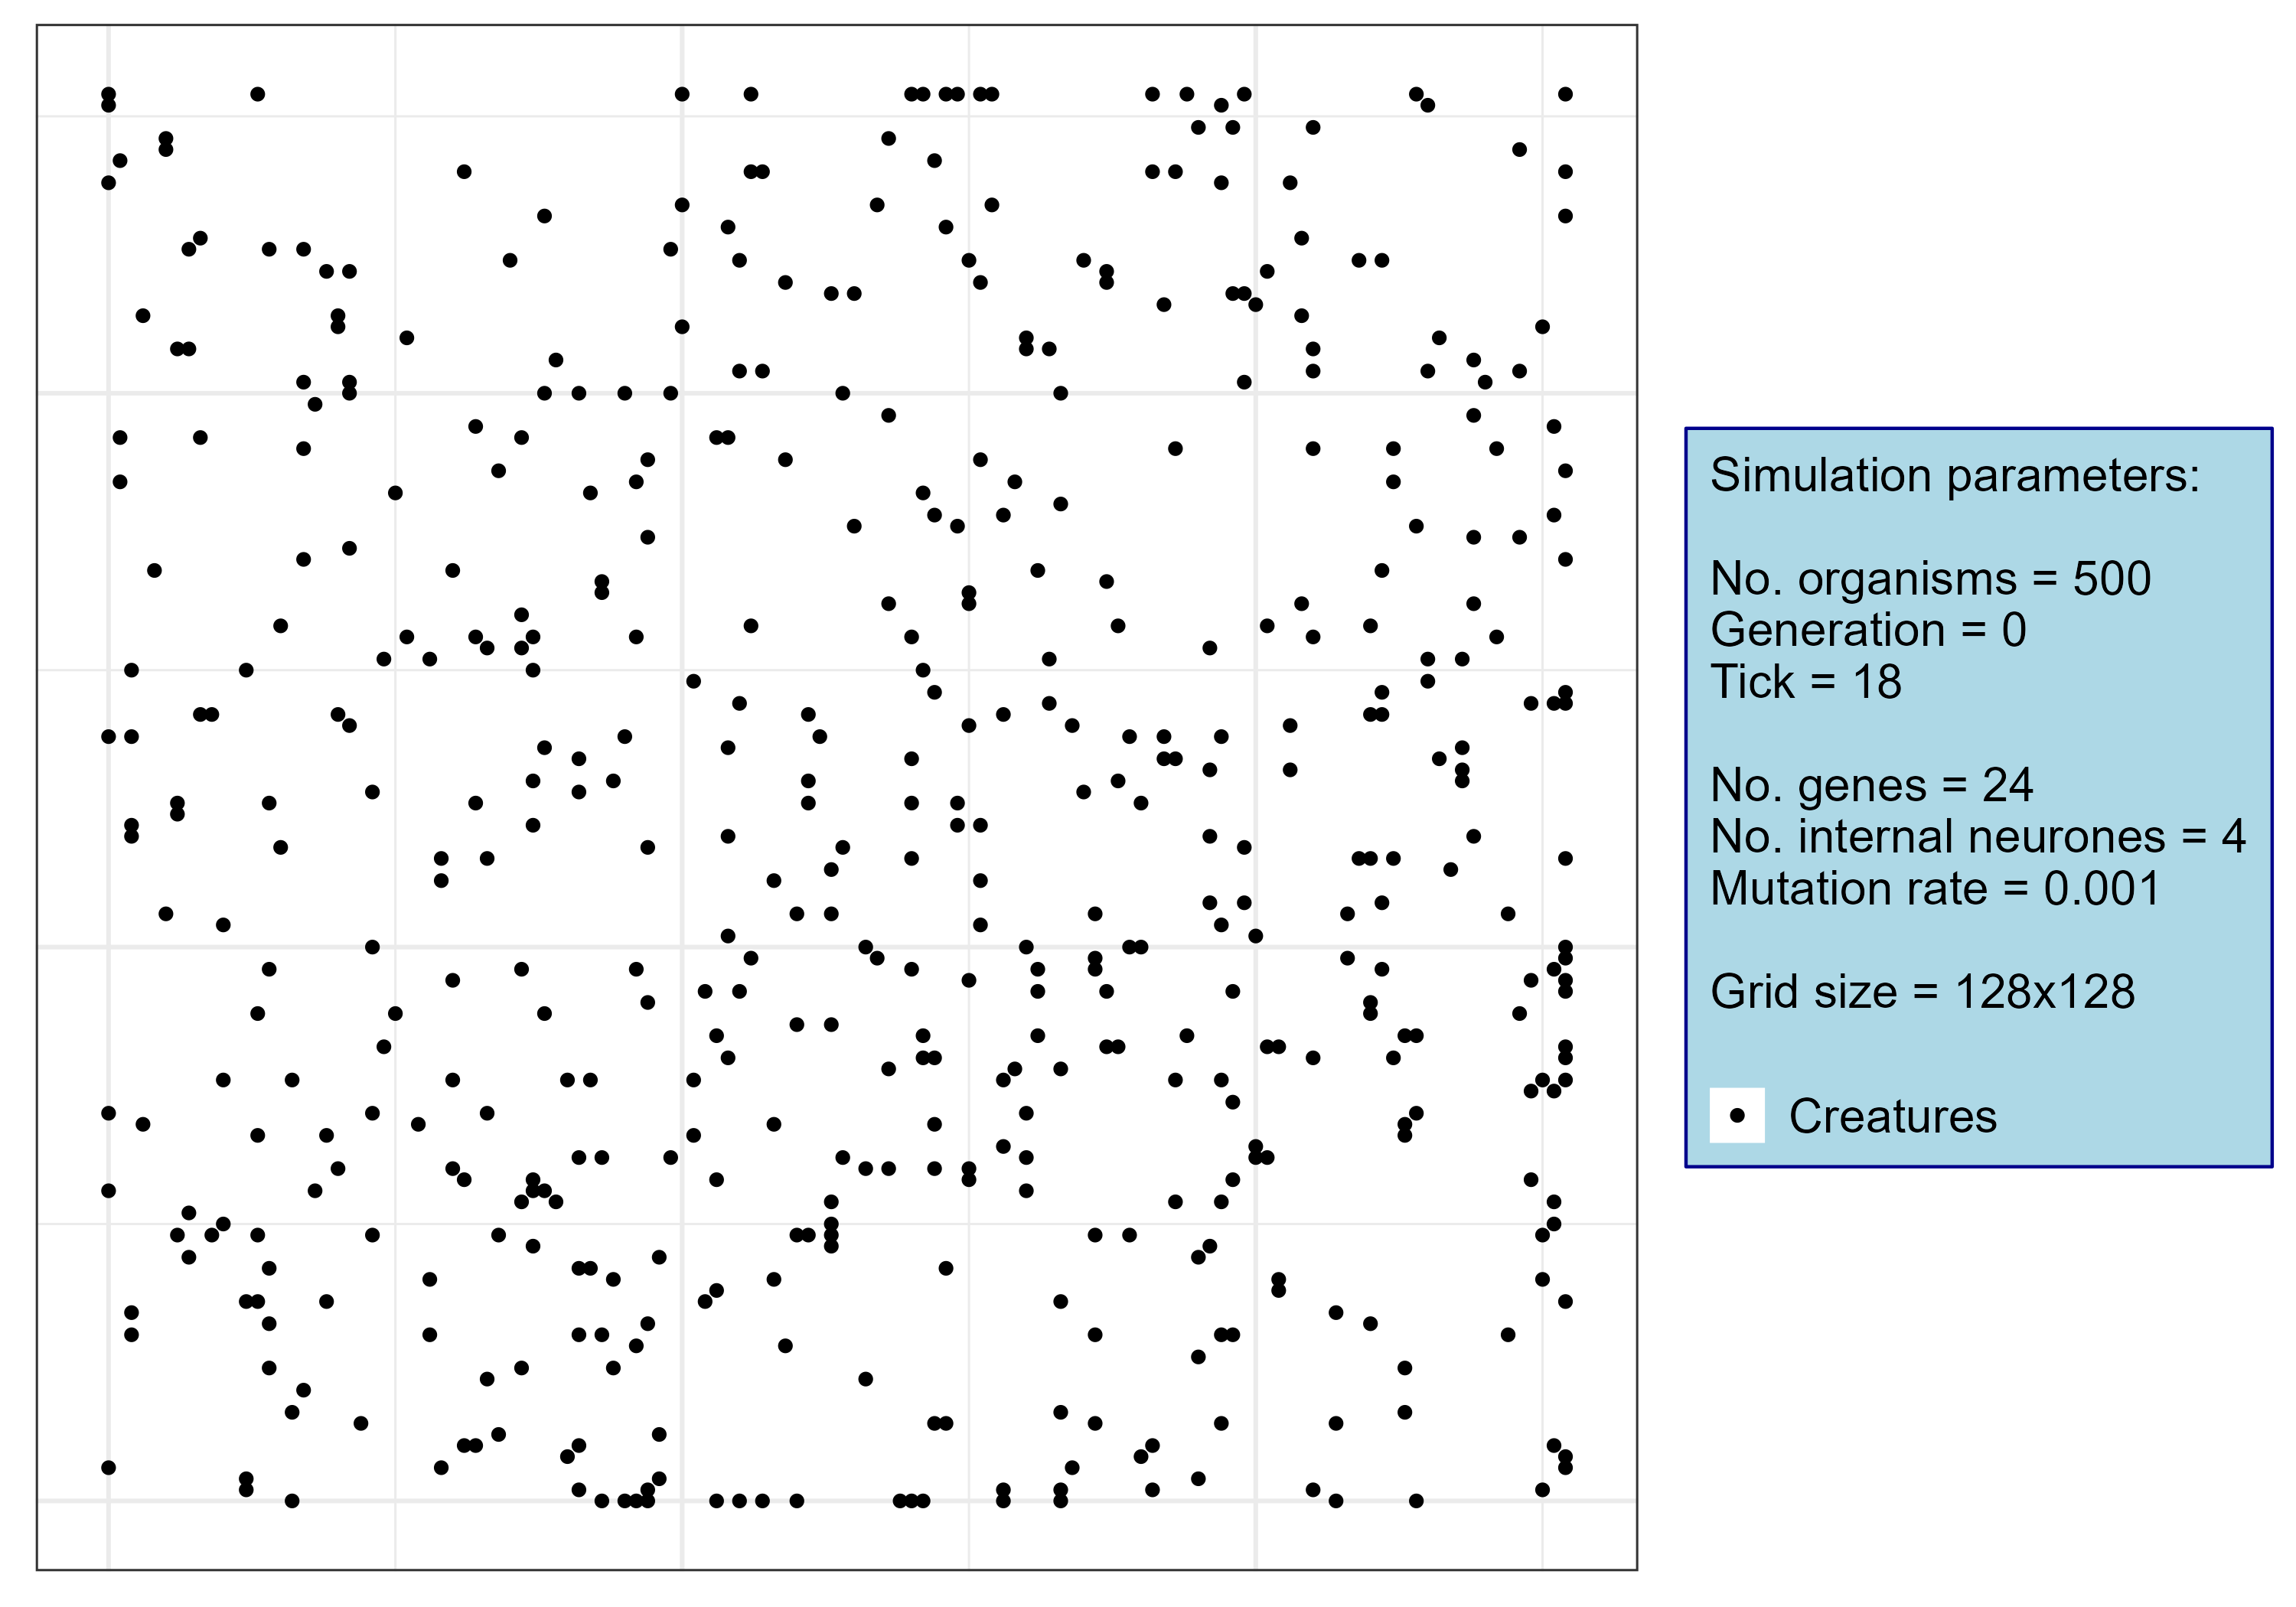 Simulation parameters:
No. organisms = 500
Generation = 0
Tick = 18
No. genes = 24
No. internal neurones = 4
Mutation rate = 0.001
Grid size = 128x128
Creatures